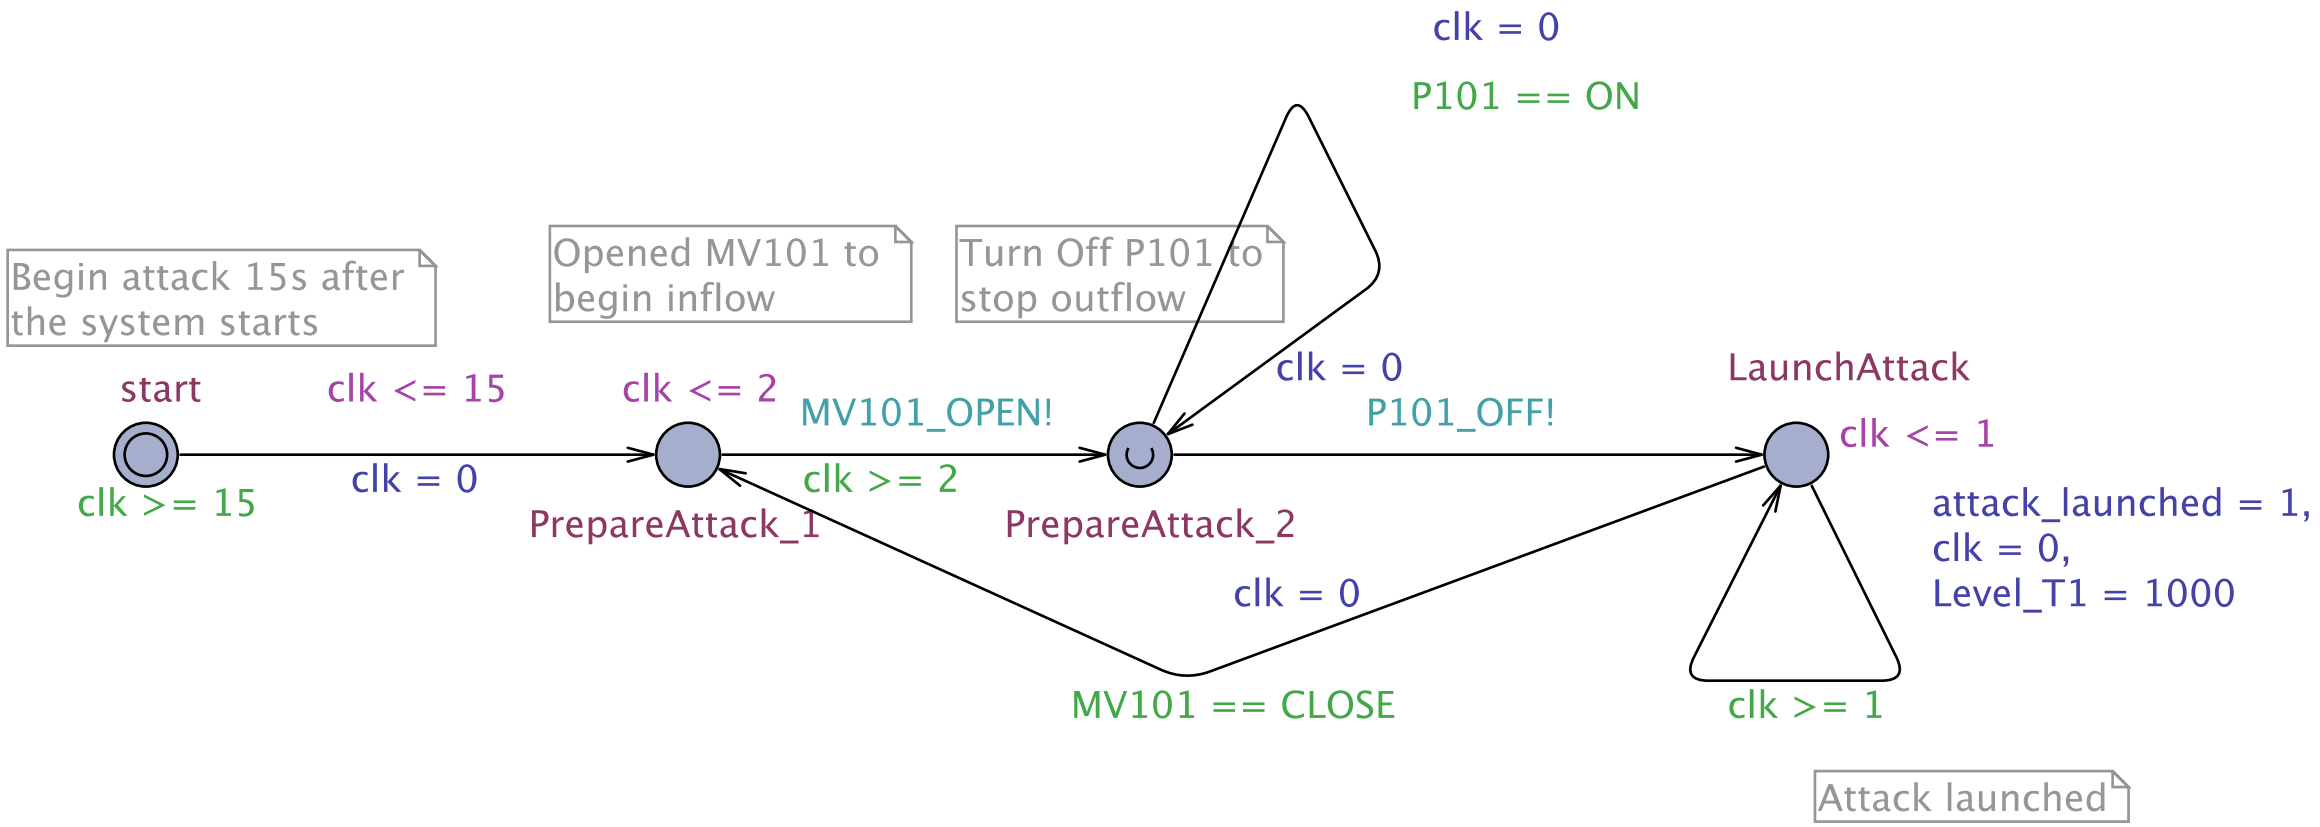 clk = 0
P101 == ON
Begin attack 15s after
the system starts
Opened MV101 to
begin inflow
Turn Off P101 to
stop outflow
start
clk <= 15
clk <= 2
MV101_OPEN!
clk = 0
P101_OFF!
LaunchAttack
clk <= 1
clk >= 15
clk = 0
PrepareAttack_1
clk >= 2
PrepareAttack_2
attack_launched = 1,
clk = 0,
Level_T1 = 1000
clk = 0
MV101 == CLOSE
clk >= 1
Attack launched